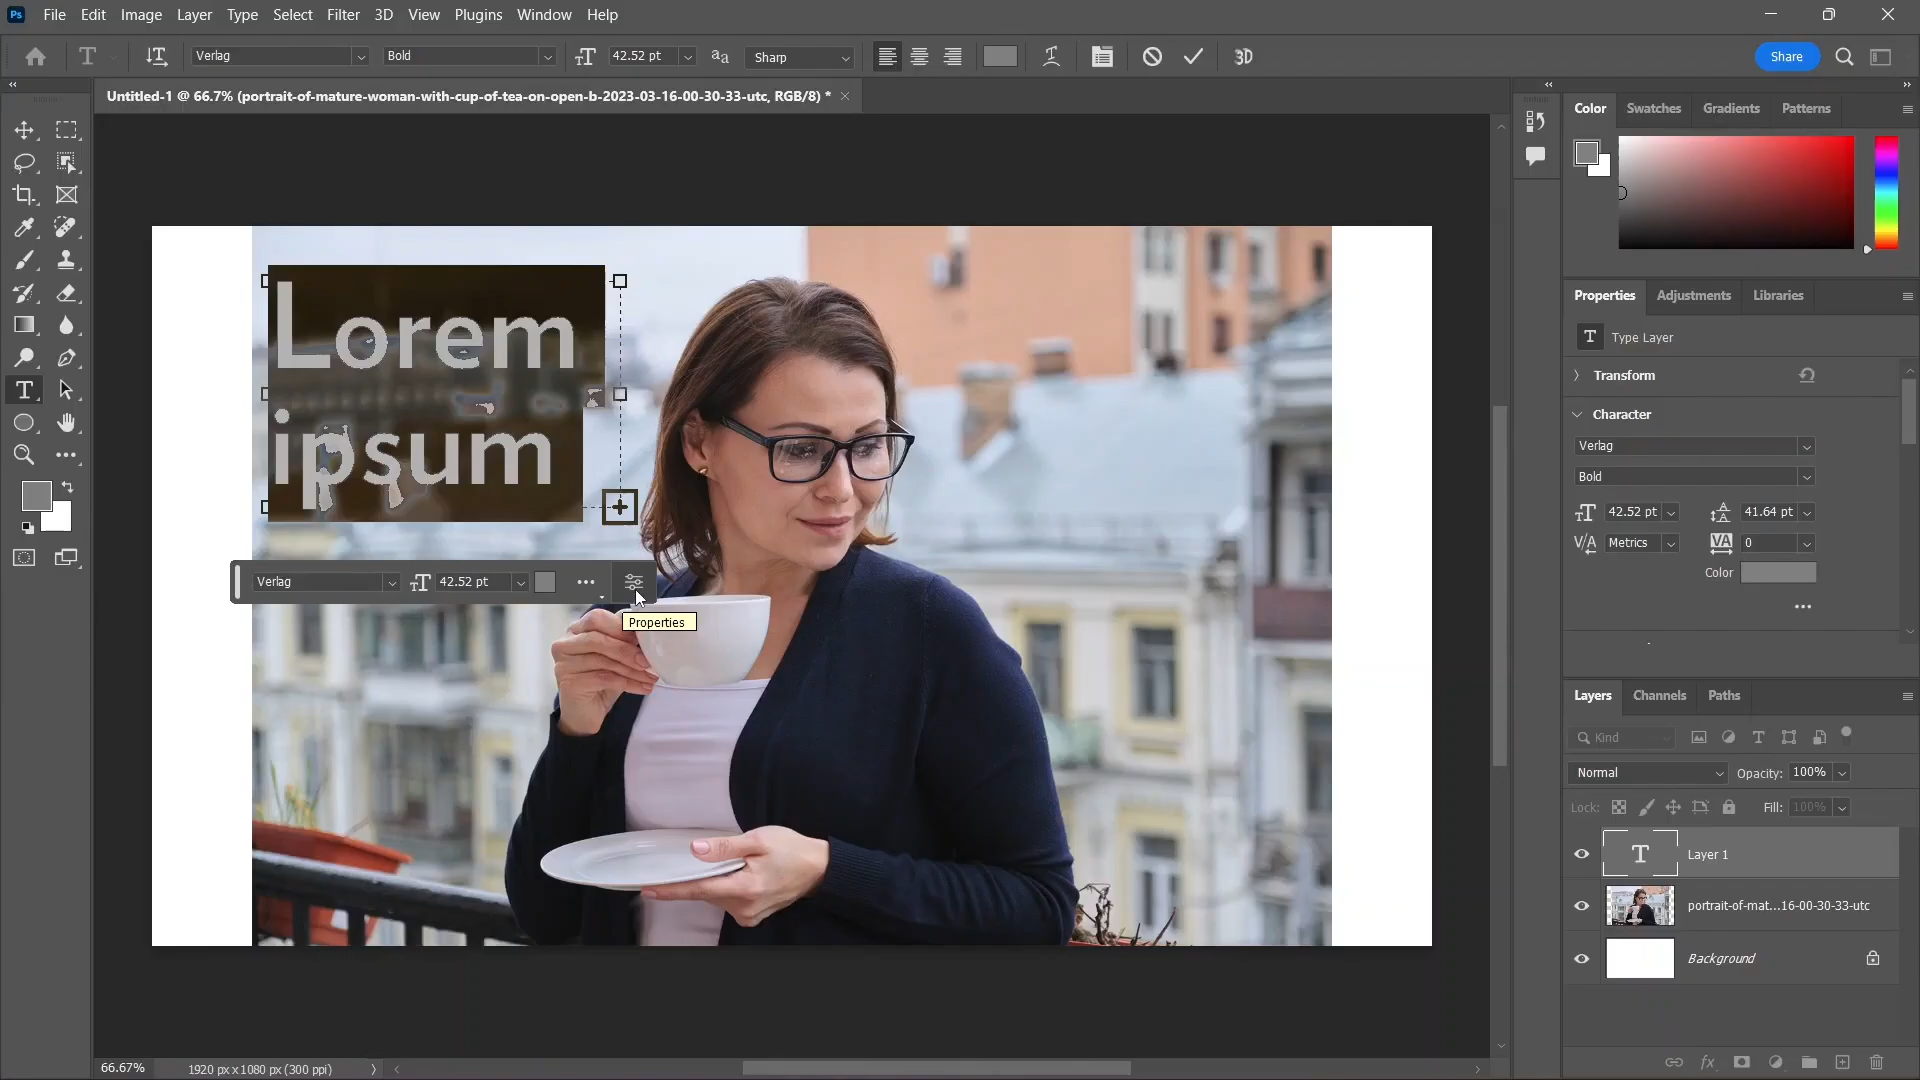 Ps File Edit Image Layer Type Select Filter 3D View Plugins Window Help
Verlag Bold 42.52 pt aa Sharp 3D Share
Untitled-1 @ 66.7% (portrait-of-mature-woman-with-cup-of-tea-on-open-b-2023-03-16-00-30-33-utc, RGB/8) *
Color Swatches Gradients Patterns
Lorem
ipsum
Verlag 42.52 pt
Properties
Properties Adjustments Libraries
T Type Layer
Transform
Character
Verlag
Bold
42.52 pt 41.64 pt
Metrics 0
Color
Layers Channels Paths
Kind
Normal Opacity: 100%
Lock: Fill: 100%
T Layer 1
portrait-of-mat...16-00-30-33-utc
Background
66.67% 1920 px x 1080 px (300 ppi)
fx